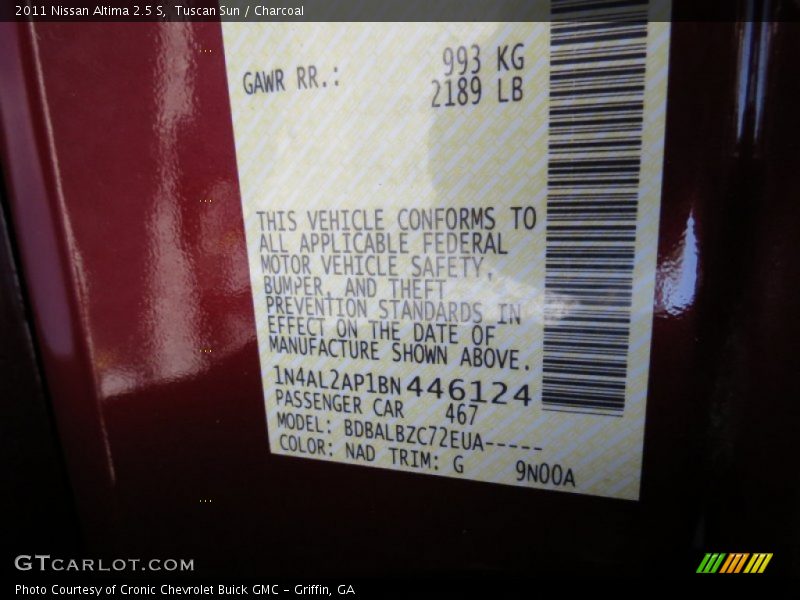 2011 Nissan Altima 2.5 S,  Tuscan Sun / Charcoal
GAWR RR.: 993 KG
2189 LB
THIS VEHICLE CONFORMS TO
ALL APPLICABLE FEDERAL
MOTOR VEHICLE SAFETY,
BUMPER, AND THEFT
PREVENTION STANDARDS IN
EFFECT ON THE DATE OF
MANUFACTURE SHOWN ABOVE.
1N4AL2AP1BN446124
PASSENGER CAR 467
MODEL: BDBALBZC72EUA-----
COLOR: NAD TRIM: G 9N00A
GTCARLOT.COM
Photo Courtesy of Cronic Chevrolet Buick GMC – Griffin, GA